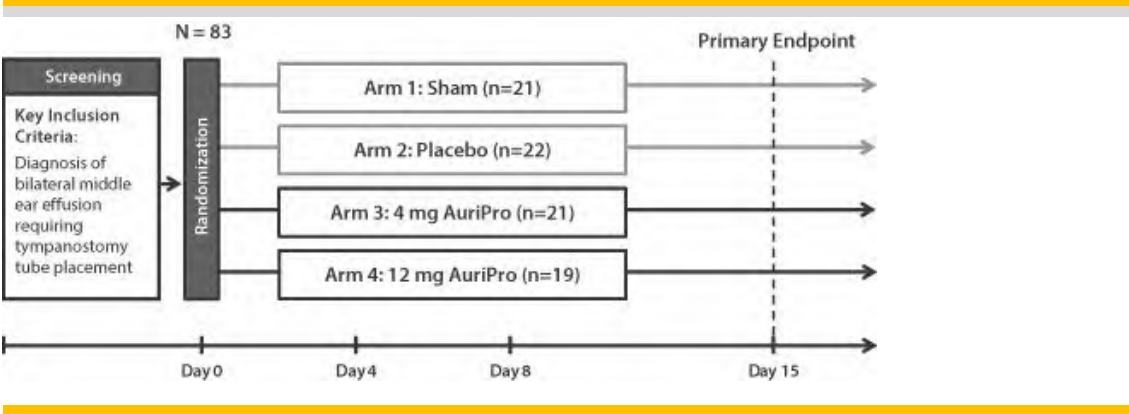 N = 83
Primary Endpoint
Screening
Key Inclusion
Criteria:
Diagnosis of
bilateral middle
ear effusion
requiring
tympanostomy
tube placement
Randomization
Arm 1: Sham (n=21)
Arm 2: Placebo (n=22)
Arm 3: 4 mg AuriPro (n=21)
Arm 4: 12 mg AuriPro (n=19)
Day 0
Day 4
Day 8
Day 15